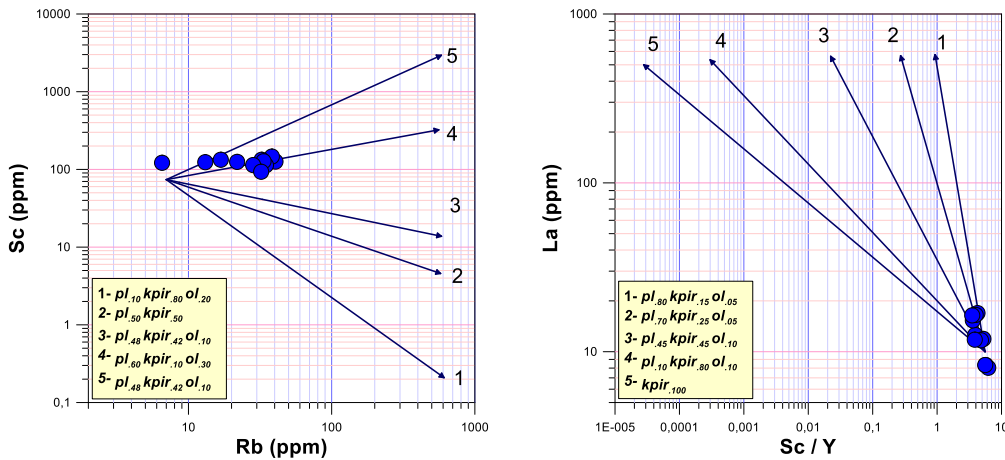 10000
1000
100
10
1
0,1
Sc (ppm)
5
4
3
2
1
1- pl.10 kpir.80 ol.20
2- pl.50 kpir.50
3- pl.48 kpir.42 ol.10
4- pl.60 kpir.10 ol.30
5- pl.48 kpir.42 ol.10
10
100
1000
Rb (ppm)
1000
100
10
La (ppm)
5
4
3
2
1
1- pl.80 kpir.15 ol.05
2- pl.70 kpir.25 ol.05
3- pl.45 kpir.45 ol.10
4- pl.10 kpir.80 ol.10
5- kpir.100
1E-005 0,0001 0,001 0,01 0,1 1 10
Sc / Y